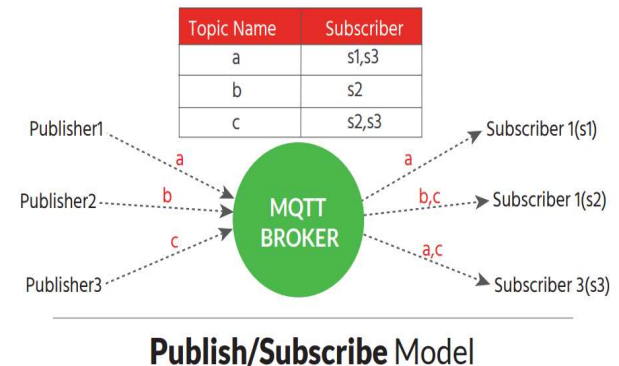 Topic Name Subscriber
a s1,s3
b s2
c s2,s3
Publisher1 a a Subscriber 1(s1)
Publisher2 b b,c Subscriber 1(s2)
MQTT
BROKER
Publisher3 c a,c Subscriber 3(s3)
Publish/Subscribe Model